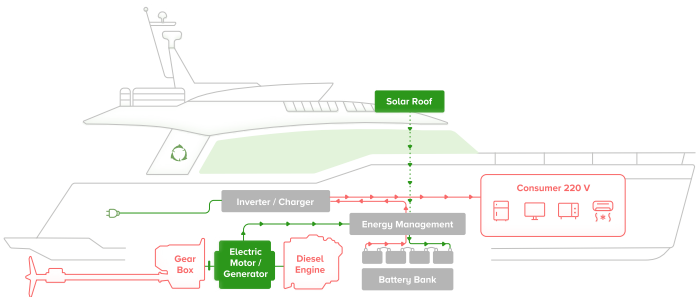 Solar Roof
Consumer 220 V
Inverter / Charger
Energy Management
Gear
Box
Electric
Motor /
Generator
Diesel
Engine
Battery Bank